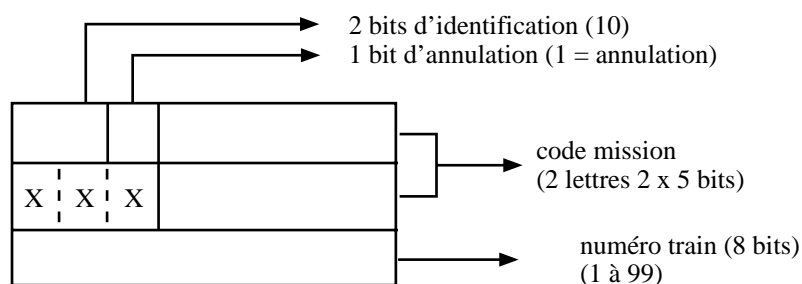 2 bits d'identification (10)
1 bit d'annulation (1 = annulation)
code mission
(2 lettres 2 x 5 bits)
X X X
numéro train (8 bits)
(1 à 99)